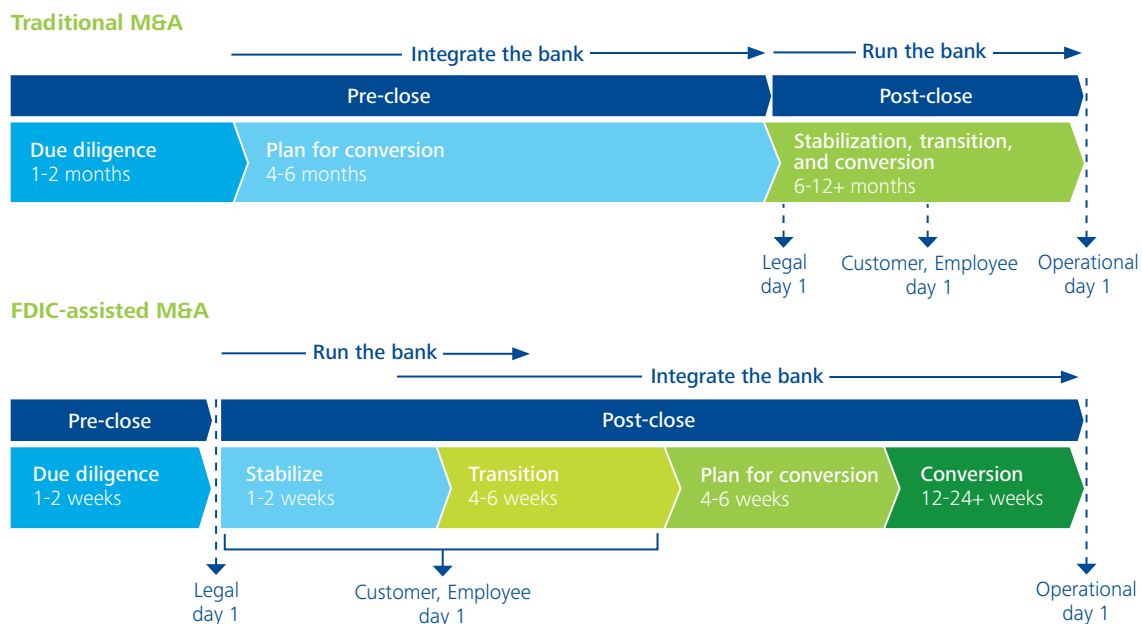 Traditional M&A
Integrate the bank
Run the bank
Pre-close
Post-close
Due diligence
1-2 months
Plan for conversion
4-6 months
Stabilization, transition,
and conversion
6-12+ months
Legal
day 1
Customer, Employee
day 1
Operational
day 1
FDIC-assisted M&A
Run the bank
Integrate the bank
Pre-close
Post-close
Due diligence
1-2 weeks
Stabilize
1-2 weeks
Transition
4-6 weeks
Plan for conversion
4-6 weeks
Conversion
12-24+ weeks
Legal
day 1
Customer, Employee
day 1
Operational
day 1